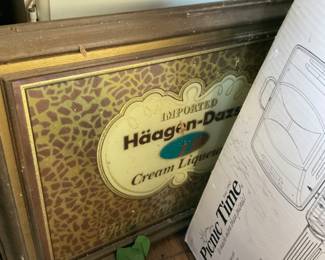 IMPORTED
Häagen-Dazs
Cream Liqueur
Picnic Time